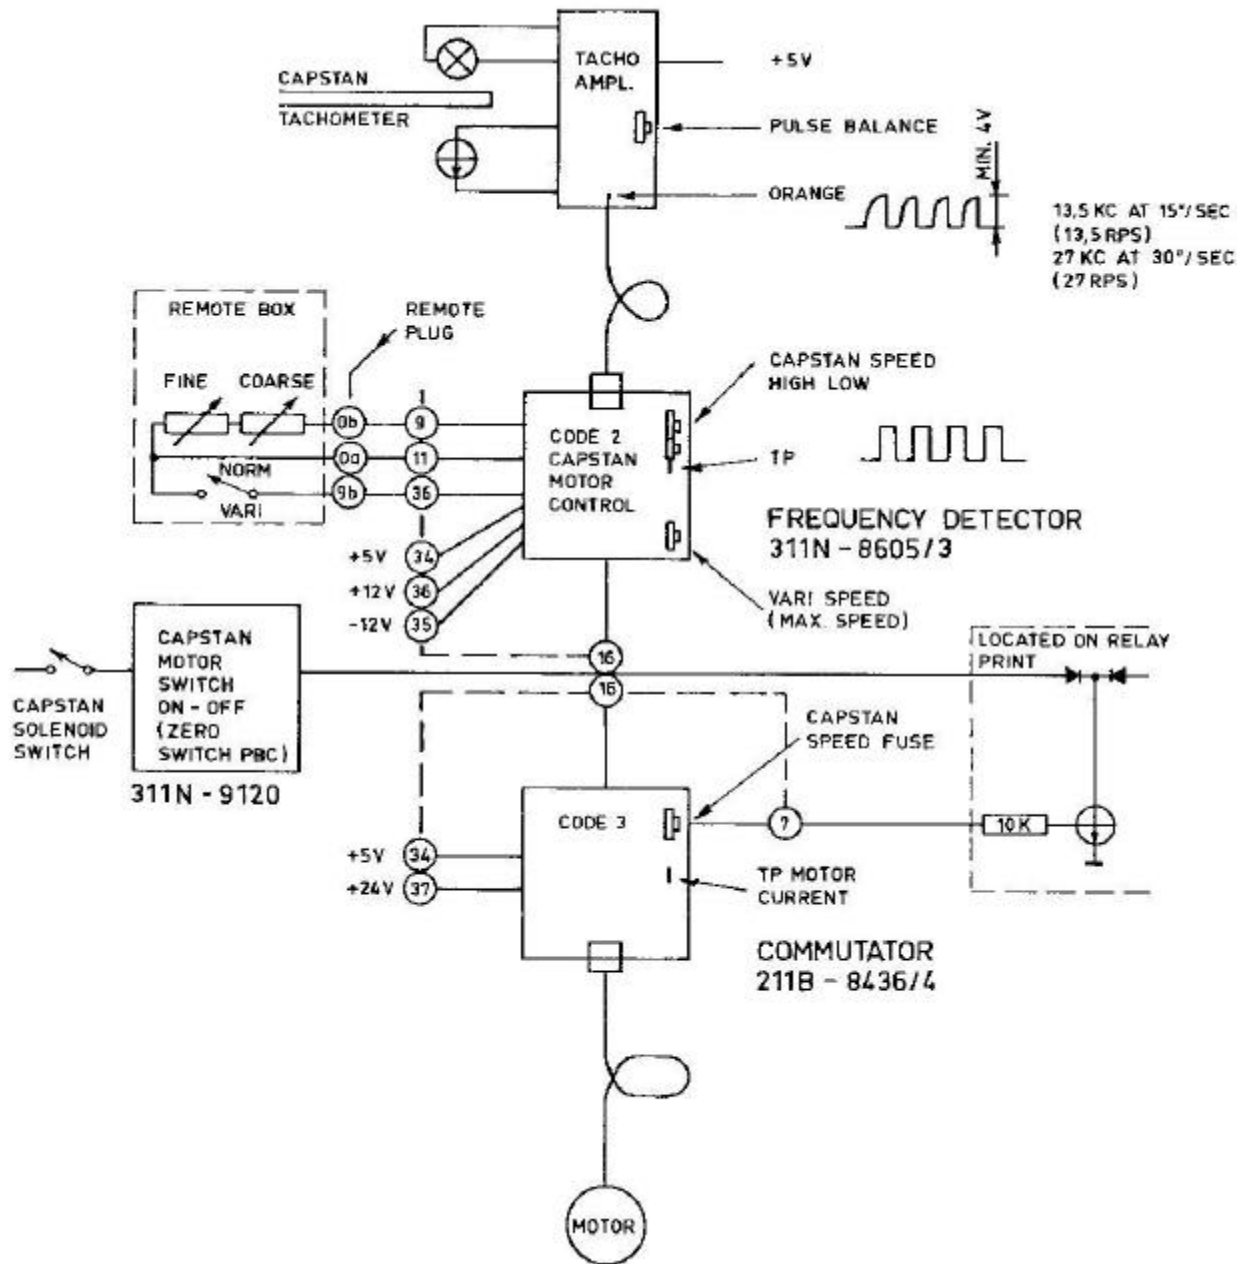 TACHO
AMPL.
+5V
CAPSTAN
TACHOMETER
PULSE BALANCE
MIN. 4V
ORANGE
13,5 KC AT 15"/SEC
(13,5 RPS)
27 KC AT 30"/SEC
(27 RPS)
REMOTE BOX
REMOTE
PLUG
CAPSTAN SPEED
HIGH LOW
FINE COARSE
1
0b
9
CODE 2
CAPSTAN
MOTOR
CONTROL
0a
11
TP
NORM
9b
36
VARI
FREQUENCY DETECTOR
311N - 8605/3
+5V
34
+12V
36
-12V
35
VARI SPEED
(MAX. SPEED)
CAPSTAN
MOTOR
SWITCH
ON - OFF
(ZERO
SWITCH PBC)
16
16
LOCATED ON RELAY
PRINT
CAPSTAN
SOLENOID
SWITCH
CAPSTAN
SPEED FUSE
311N - 9120
CODE 3
?
10K
+5V
34
+24V
37
TP MOTOR
CURRENT
COMMUTATOR
211B - 8436/4
MOTOR